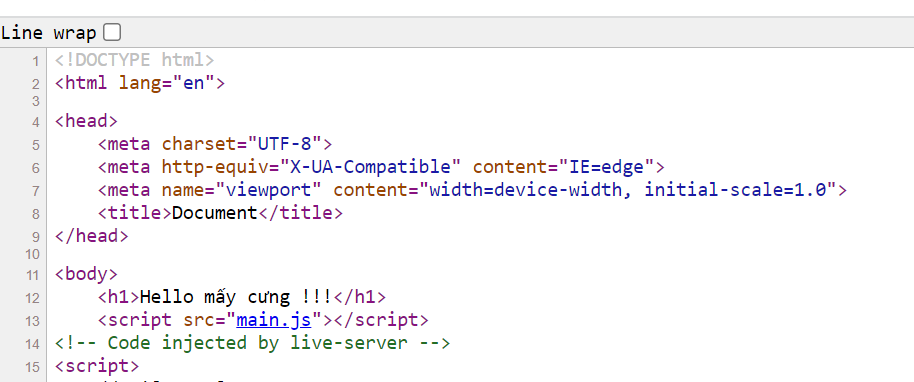 Line wrap
1 <!DOCTYPE html>
2 <html lang="en">
3
4 <head>
5     <meta charset="UTF-8">
6     <meta http-equiv="X-UA-Compatible" content="IE=edge">
7     <meta name="viewport" content="width=device-width, initial-scale=1.0">
8     <title>Document</title>
9 </head>
10
11 <body>
12     <h1>Hello mấy cưng !!!</h1>
13     <script src="main.js"></script>
14 <!-- Code injected by live-server -->
15 <script>